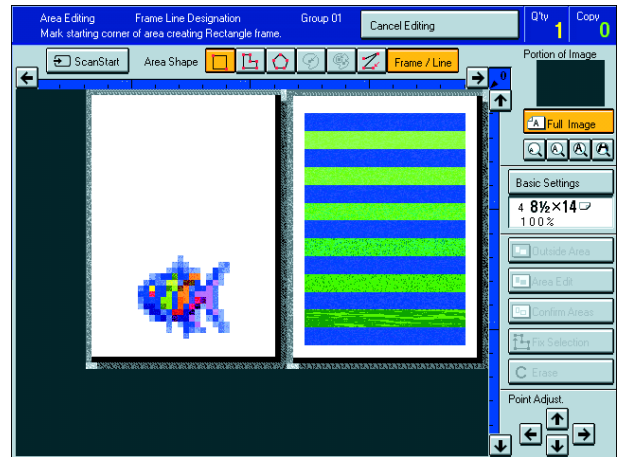 Area Editing Frame Line Designation Group 01
Mark starting corner of area creating Rectangle frame.
Cancel Editing
Q'ty
1
Copy
0
ScanStart
Area Shape
Frame / Line
0
Portion of Image
A Full Image
A A A A
Basic Settings
4 8½×14
100%
Outside Area
Area Edit
Confirm Areas
Fix Selection
C Erase
Point Adjust.